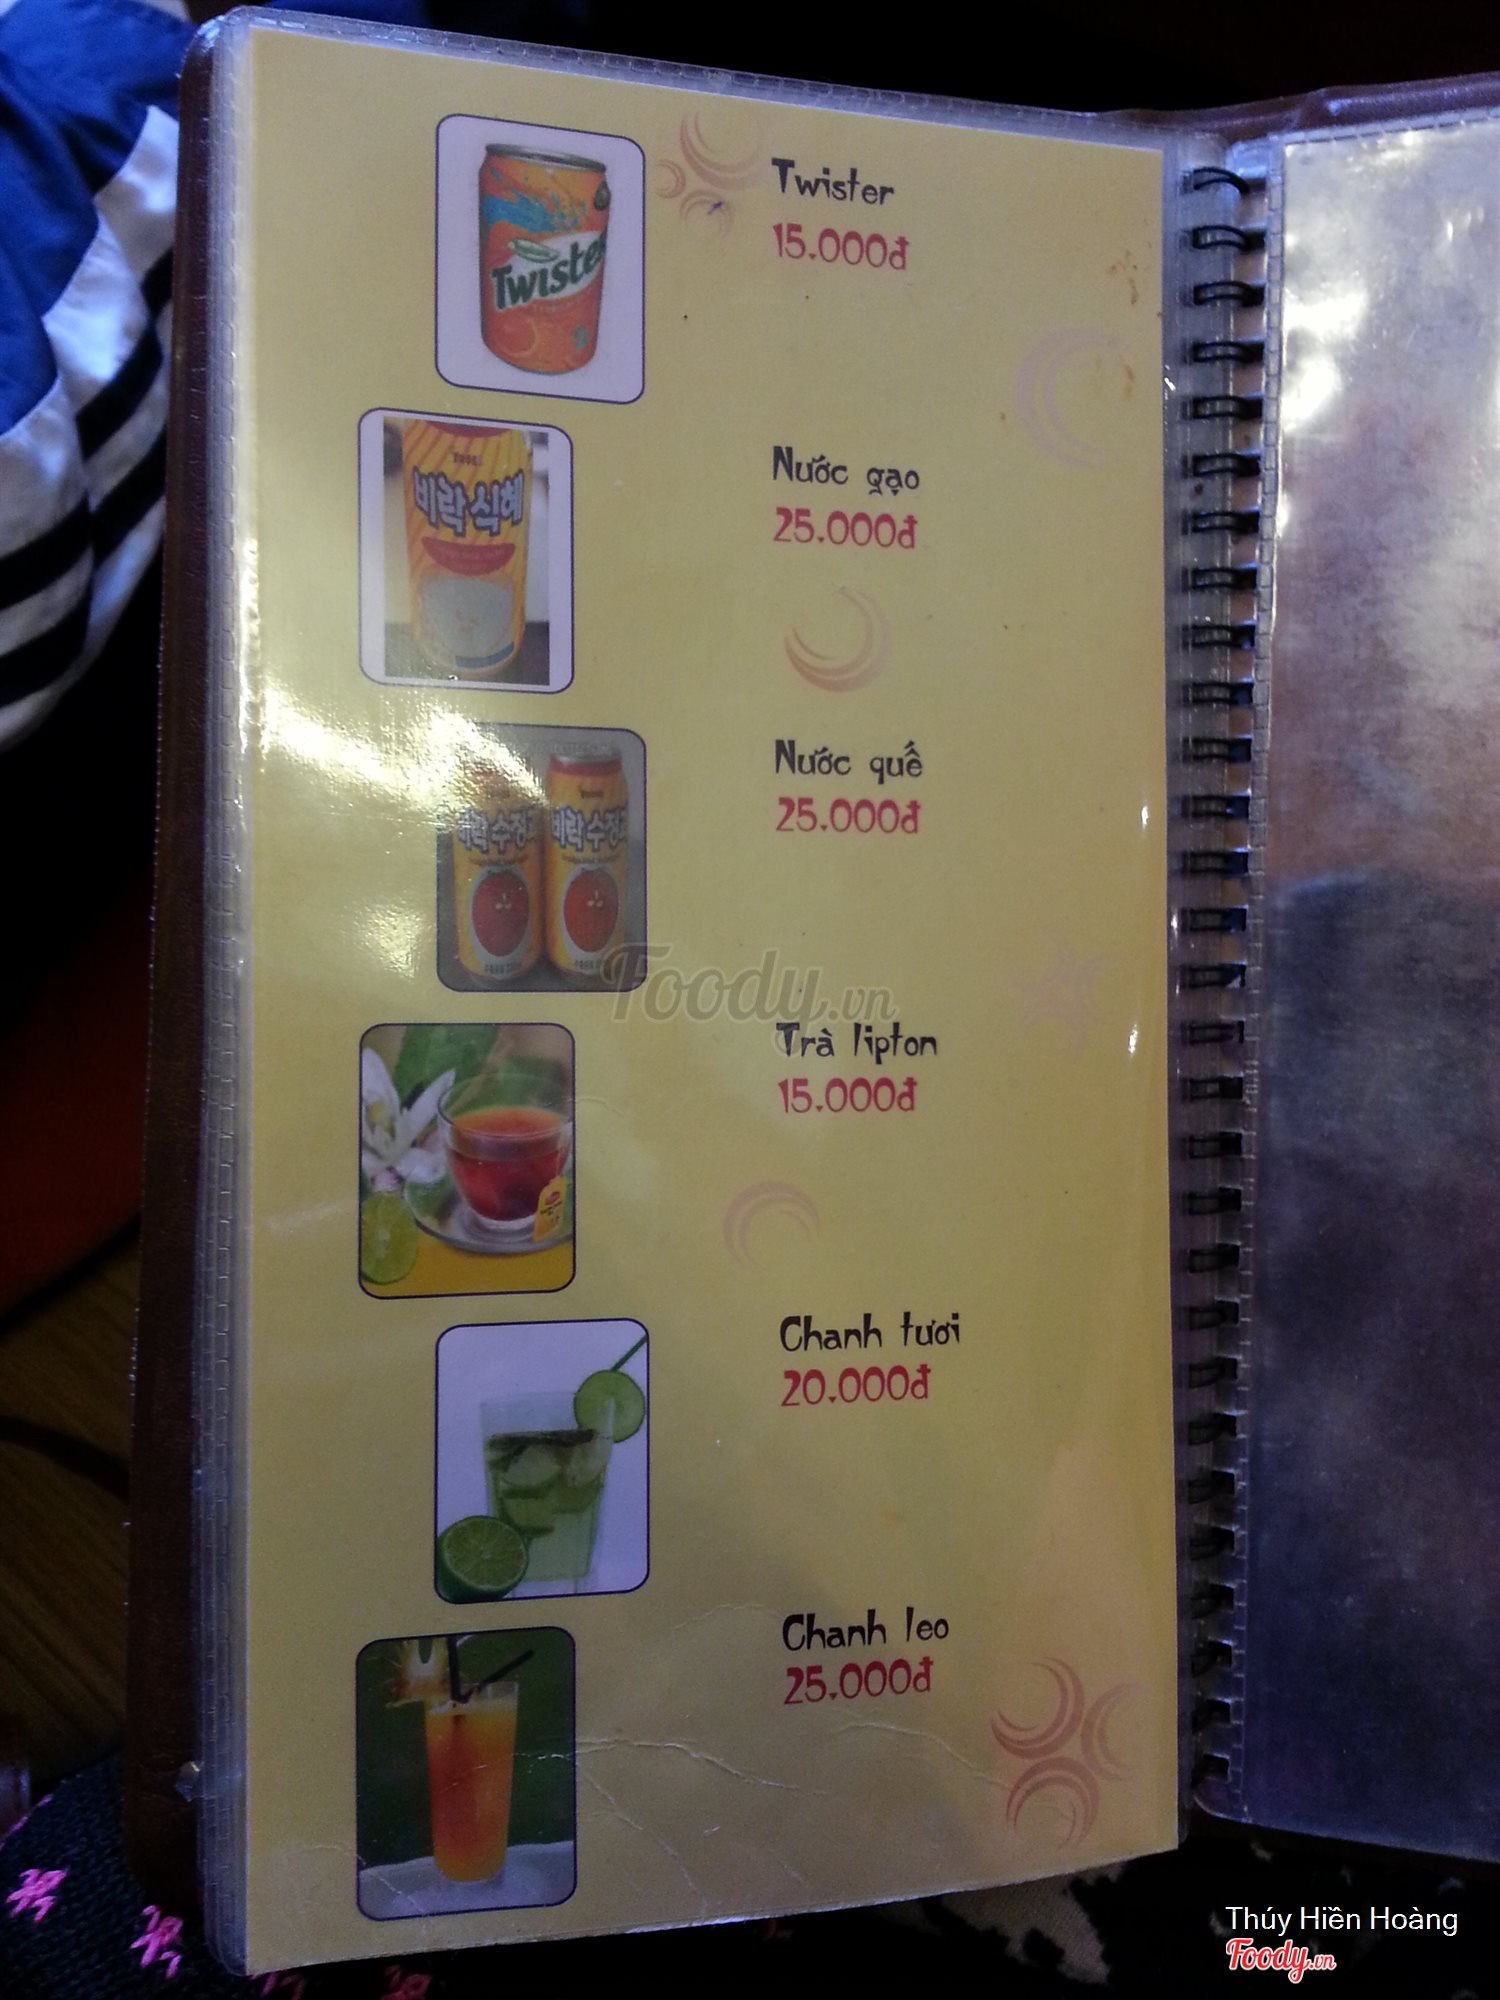 Twister
Twister
15.000đ
비락 식혜
Nước gạo
25.000đ
비락 수정과
비락 수정과
Nước quế
25.000đ
Foody.vn
Trà lipton
15.000đ
Chanh tươi
20.000đ
Chanh leo
25.000đ
Thúy Hiền Hoàng
Foody.vn